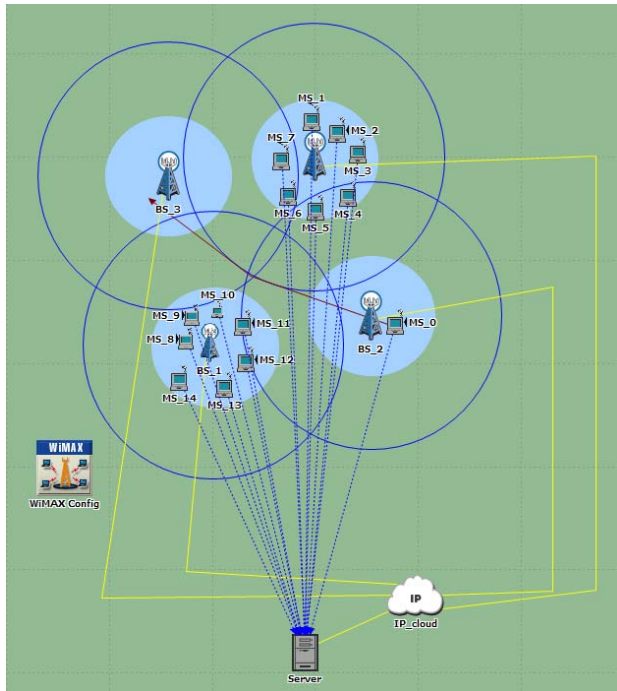 MS_1
MS_2
MS_7
MS_3
MS_6
MS_4
MS_5
BS_3
MS_10
MS_9
MS_11
MS_0
MS_8
BS_2
MS_12
BS_1
MS_14
MS_13
WiMAX
WiMAX Config
IP
IP_cloud
Server